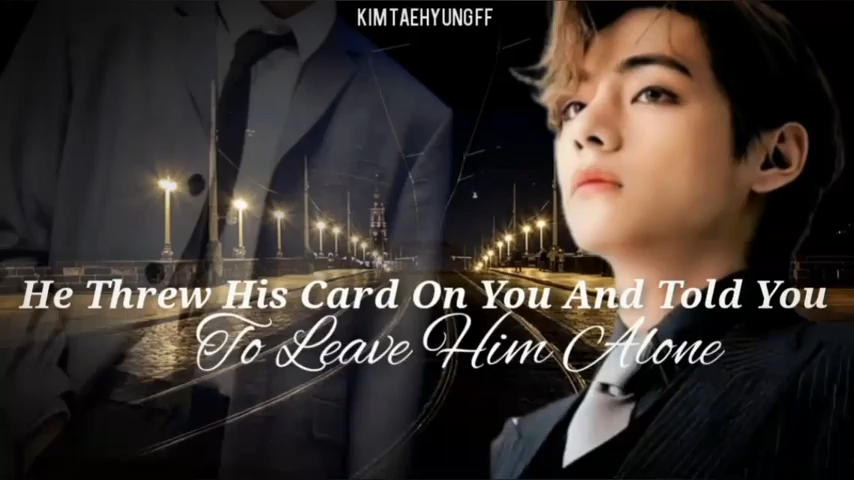 KIMTAEHYUNGFF
He Threw His Card On You And Told You
To Leave Him Alone